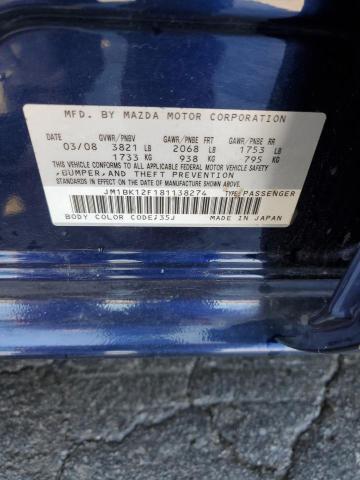 MFD. BY MAZDA MOTOR CORPORATION
GVWR/PNBV GAWR/PNBE FRT GAWR/PNBE RR
03/08 3821 LB 2068 LB 1753 LB
1733 KG 938 KG 795 KG
THIS VEHICLE CONFORMS TO ALL APPLICABLE FEDERAL MOTOR VEHICLE SAFETY
,BUMPER,AND THEFT PREVENTION
STANDARDS IN EFFECT ON THE DATE OF MANUFACTURE SHOWN ABOVE.
JM1BK12F181138274 TYPE: PASSENGER
BODY COLOR CODE:35J MADE IN JAPAN